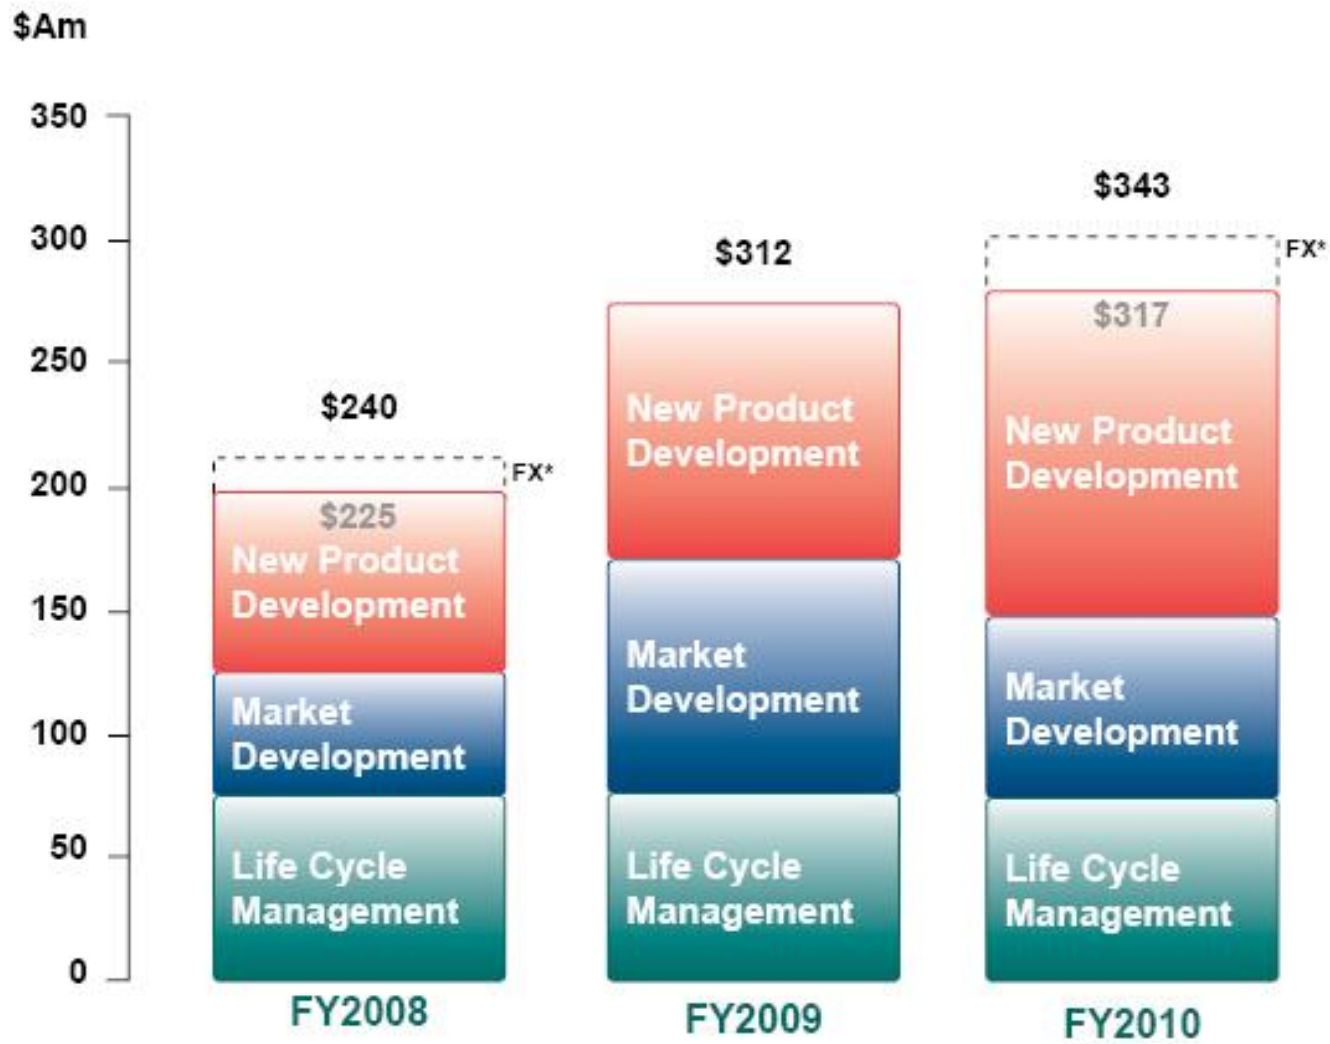 $Am
350
300
250
200
150
100
50
0
$240
FX*
$225
New Product
Development
Market
Development
Life Cycle
Management
FY2008
$312
New Product
Development
Market
Development
Life Cycle
Management
FY2009
$343
FX*
$317
New Product
Development
Market
Development
Life Cycle
Management
FY2010